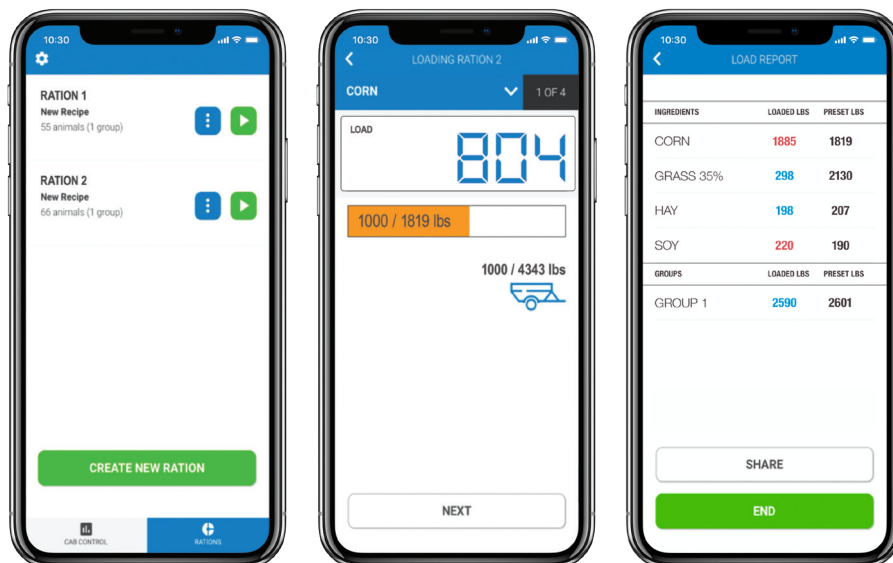 10:30
RATION 1
New Recipe
55 animals (1 group)
RATION 2
New Recipe
66 animals (1 group)
CREATE NEW RATION
CAB CONTROL
RATIONS
10:30
LOADING RATION 2
CORN 1 OF 4
LOAD
804
1000 / 1819 lbs
1000 / 4343 lbs
NEXT
10:30
LOAD REPORT
INGREDIENTS LOADED LBS PRESET LBS
CORN 1885 1819
GRASS 35% 298 2130
HAY 198 207
SOY 220 190
GROUPS LOADED LBS PRESET LBS
GROUP 1 2590 2601
SHARE
END